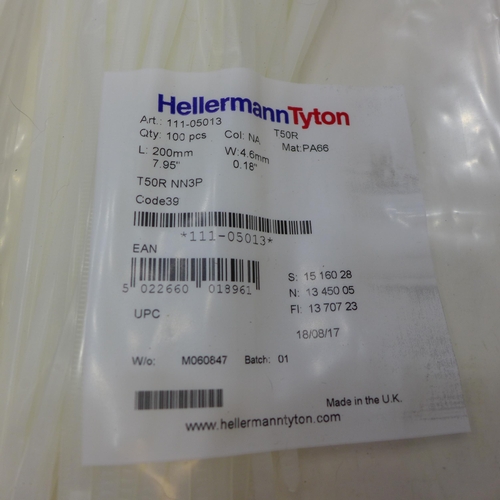 HellermannTyton
Art.: 111-05013 T50R
Qty: 100 pcs Col: NA Mat:PA66
L: 200mm W:4.6mm
7.95" 0.18"
T50R NN3P
Code39
*111-05013*
EAN
5 022660 018961
S: 15 160 28
N: 13 450 05
FI: 13 707 23
UPC
18/08/17
W/o: M060847 Batch: 01
Made in the U.K.
www.hellermanntyton.com